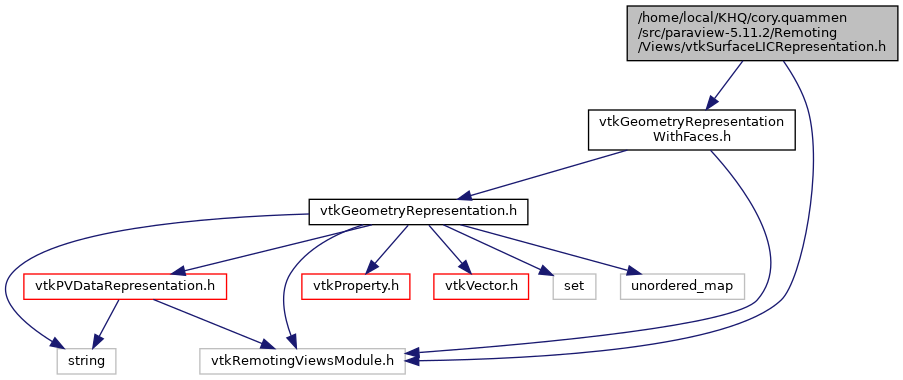 /home/local/KHQ/cory.quammen
/src/paraview-5.11.2/Remoting
/Views/vtkSurfaceLICRepresentation.h
vtkGeometryRepresentation
WithFaces.h
vtkGeometryRepresentation.h
vtkPVDataRepresentation.h
vtkProperty.h
vtkVector.h
set
unordered_map
string
vtkRemotingViewsModule.h